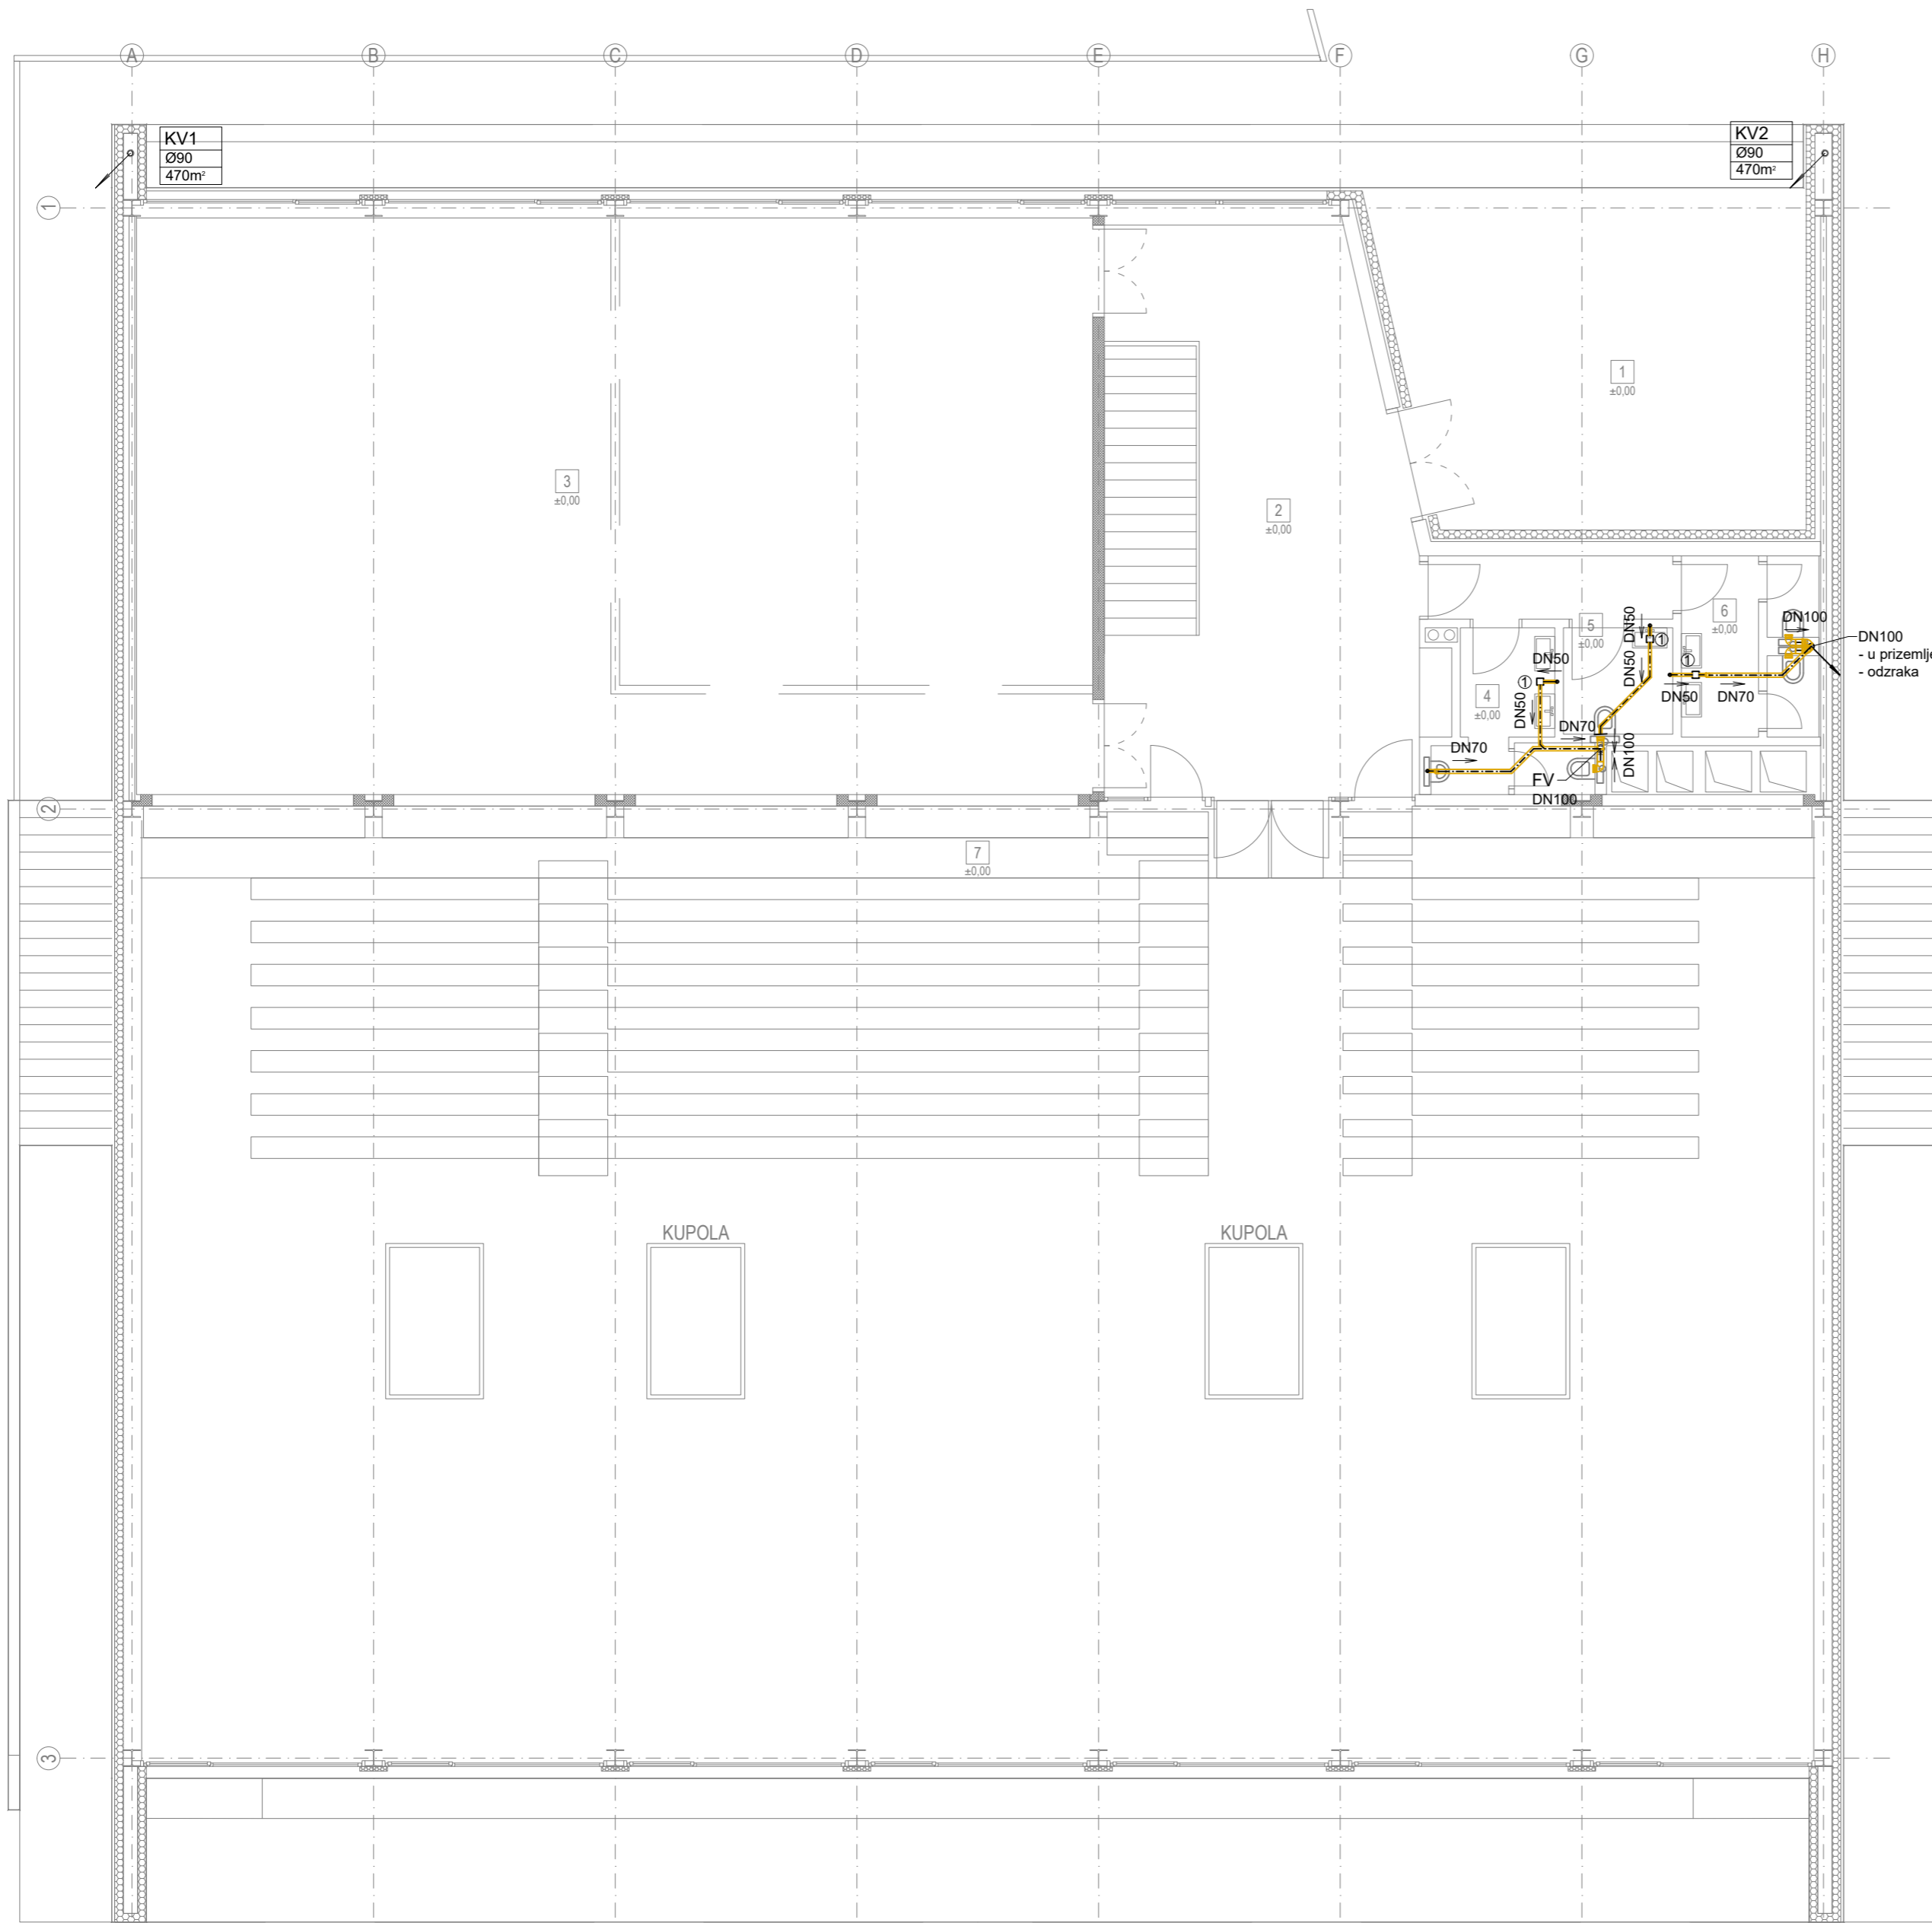 A
B
C
D
E
F
G
H
KV1
Ø90
470m²
KV2
Ø90
470m²
1
1
±0,00
3
±0,00
2
±0,00
6
±0,00
5
±0,00
DN50
DN50
①
DN100
DN100
- u prizemlje
- odzraka
①
DN50
DN70
DN50
①
DN50
4
±0,00
DN70
DN70
DN100
FV
DN100
2
7
±0,00
KUPOLA
KUPOLA
3